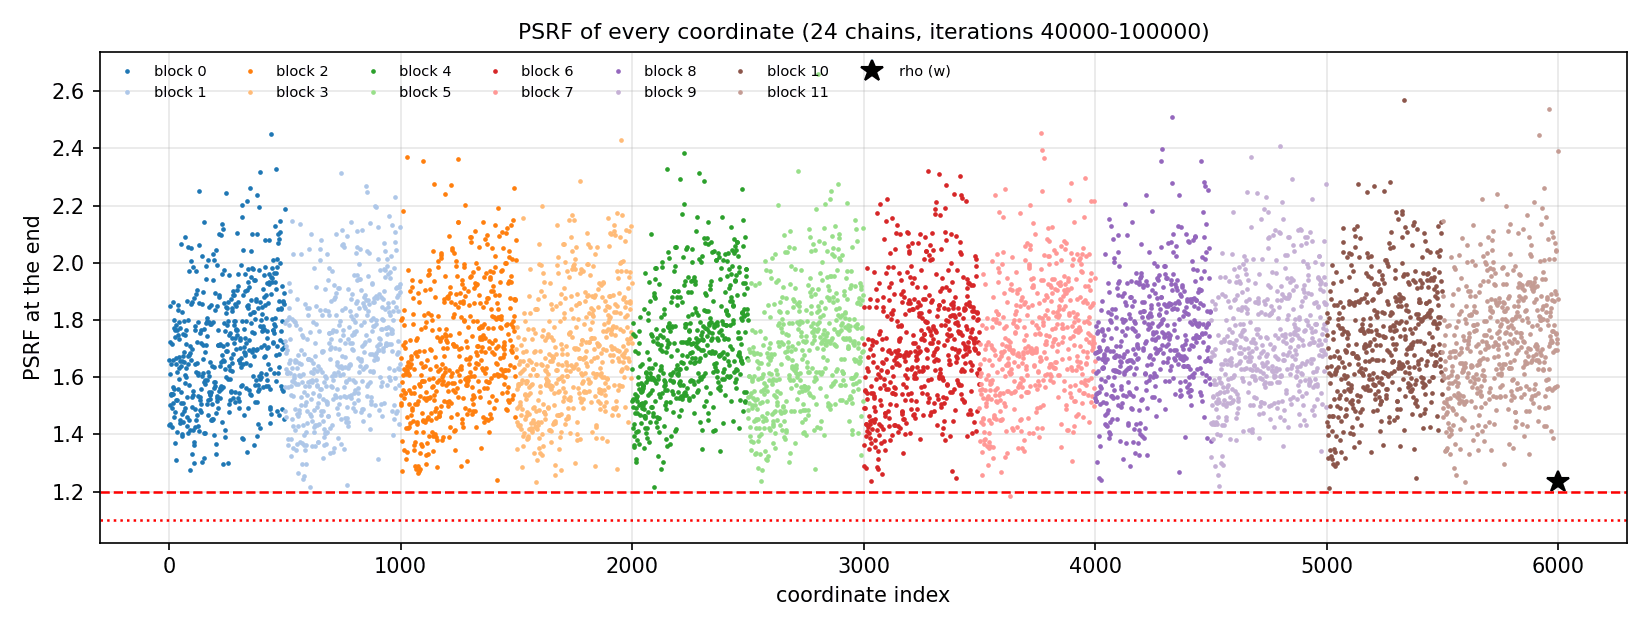 PSRF of every coordinate (24 chains, iterations 40000-100000)
block 0 block 2 block 4 block 6 block 8 block 10 rho (w)
block 1 block 3 block 5 block 7 block 9 block 11
2.6
2.4
2.2
2.0
1.8
1.6
1.4
1.2
PSRF at the end
0 1000 2000 3000 4000 5000 6000
coordinate index